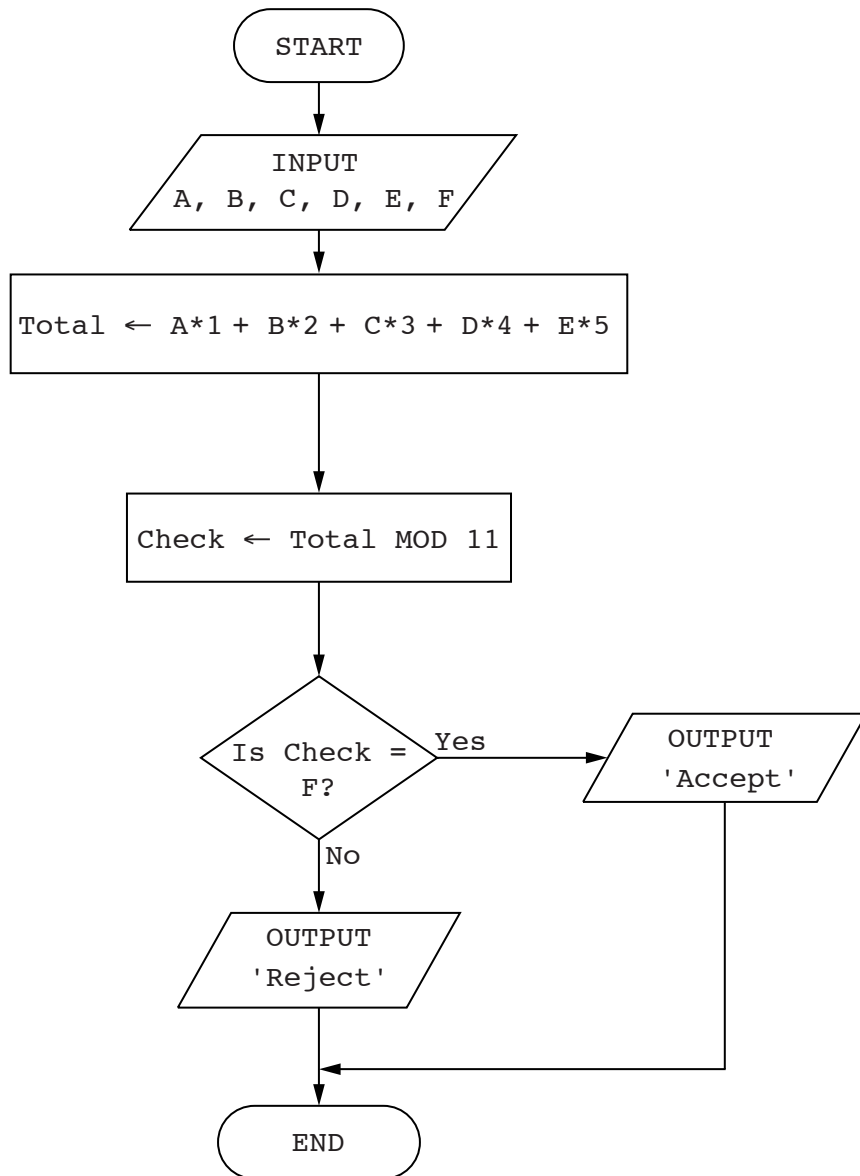 START
INPUT
A, B, C, D, E, F
Total ← A*1 + B*2 + C*3 + D*4 + E*5
Check ← Total MOD 11
Is Check =
F?
Yes
OUTPUT
'Accept'
No
OUTPUT
'Reject'
END